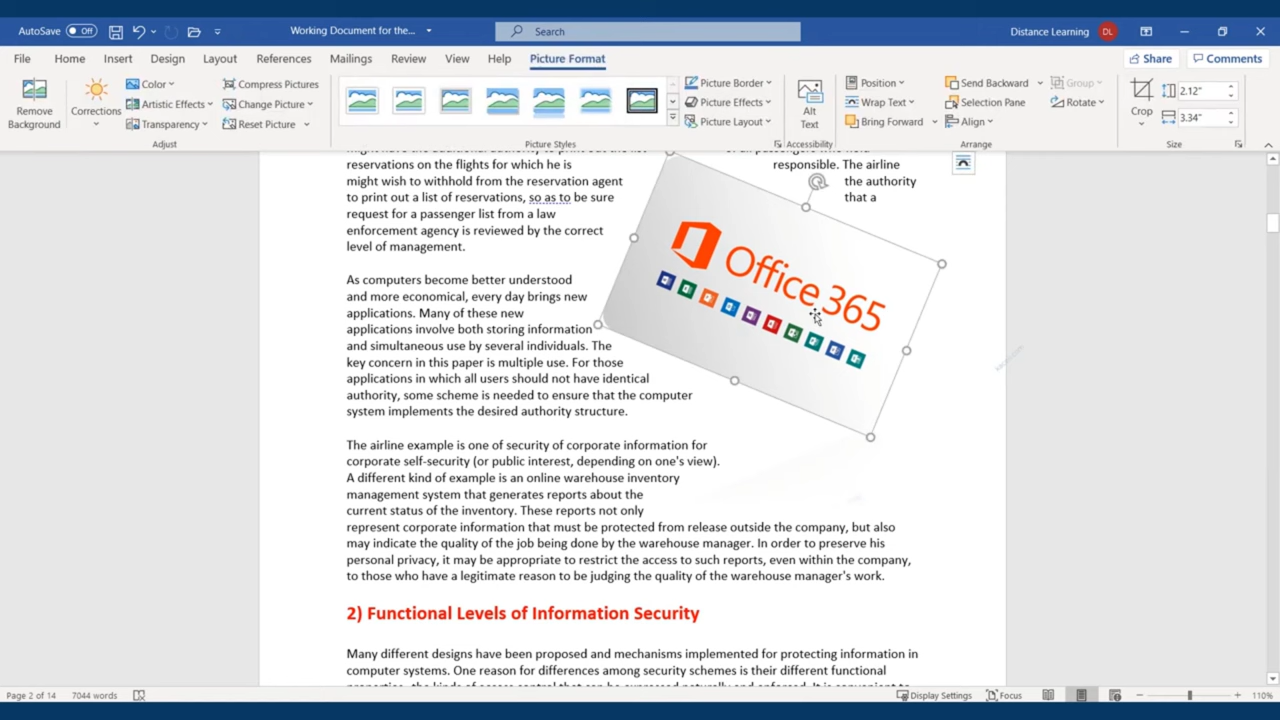 AutoSave Off Working Document for the... Search Distance Learning DL
File Home Insert Design Layout References Mailings Review View Help Picture Format Share Comments
Remove Background
Corrections
Color
Artistic Effects
Transparency
Compress Pictures
Change Picture
Reset Picture
Adjust
Picture Styles
Picture Border
Picture Effects
Picture Layout
Alt Text
Accessibility
Position
Wrap Text
Bring Forward
Send Backward
Selection Pane
Align
Group
Rotate
Arrange
Crop
2.12"
3.34"
Size
reservations on the flights for which he is responsible. The airline
might wish to withhold from the reservation agent the authority
to print out a list of reservations, so as to be sure that a
request for a passenger list from a law
enforcement agency is reviewed by the correct
level of management.
Office 365
As computers become better understood
and more economical, every day brings new
applications. Many of these new
applications involve both storing information
and simultaneous use by several individuals. The
key concern in this paper is multiple use. For those
applications in which all users should not have identical
authority, some scheme is needed to ensure that the computer
system implements the desired authority structure.
The airline example is one of security of corporate information for
corporate self-security (or public interest, depending on one's view).
A different kind of example is an online warehouse inventory
management system that generates reports about the
current status of the inventory. These reports not only
represent corporate information that must be protected from release outside the company, but also
may indicate the quality of the job being done by the warehouse manager. In order to preserve his
personal privacy, it may be appropriate to restrict the access to such reports, even within the company,
to those who have a legitimate reason to be judging the quality of the warehouse manager's work.
2) Functional Levels of Information Security
Many different designs have been proposed and mechanisms implemented for protecting information in
computer systems. One reason for differences among security schemes is their different functional
Page 2 of 14 7044 words Display Settings Focus 110%